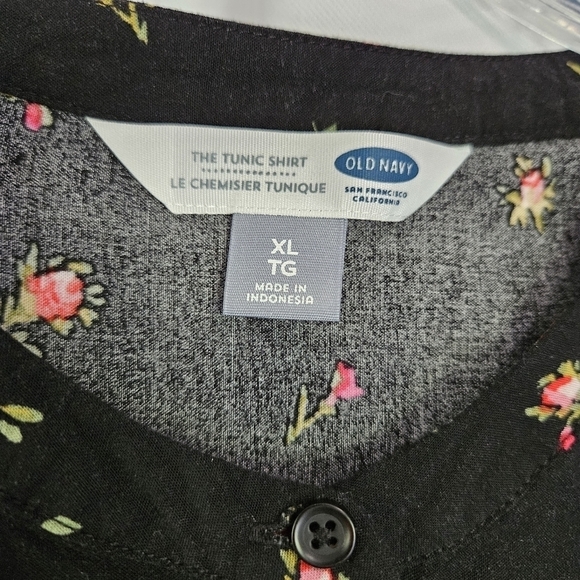 THE TUNIC SHIRT
LE CHEMISIER TUNIQUE
OLD NAVY
SAN FRANCISCO
CALIFORNIA
XL
TG
MADE IN
INDONESIA